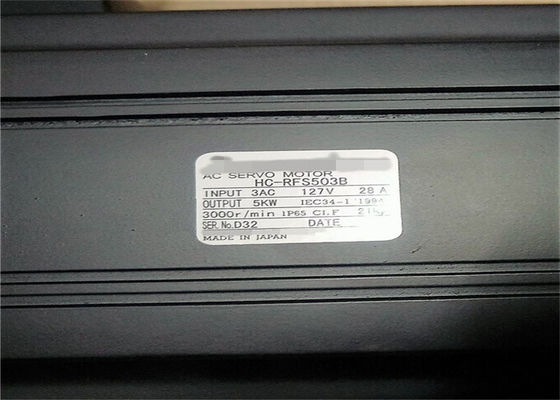 AC SERVO MOTOR
HC-RFS503B
INPUT 3AC 127V 28 A
OUTPUT 5KW IEC34-1 1994
3000r/min IP65 CI.F
SER.No.D32 DATE
MADE IN JAPAN